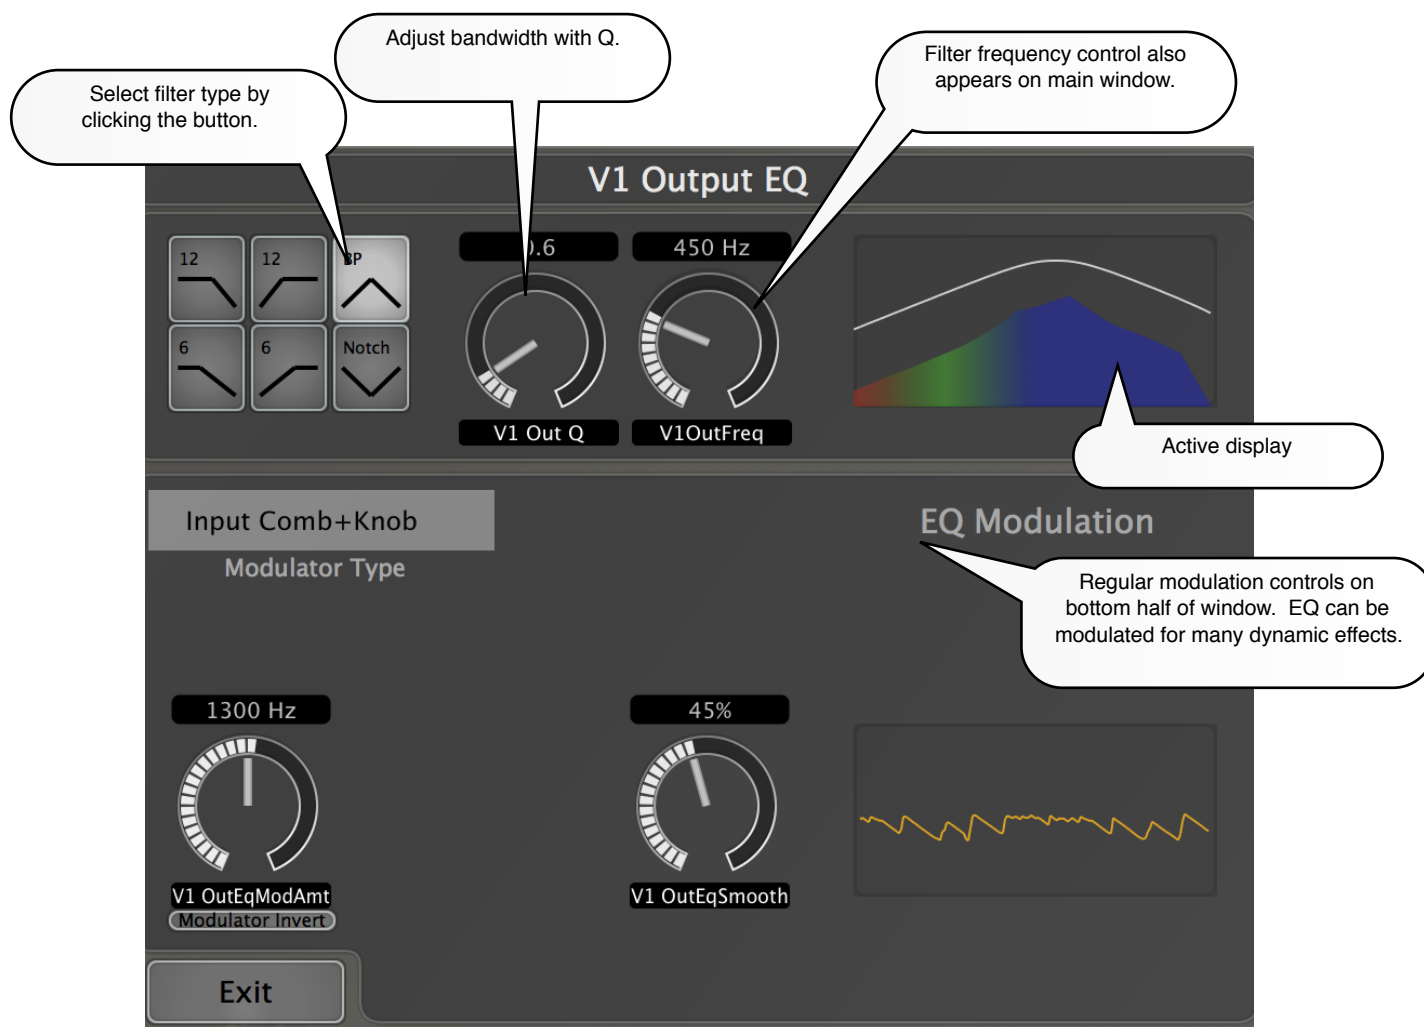 Adjust bandwidth with Q.
Filter frequency control also
appears on main window.
Select filter type by
clicking the button.
V1 Output EQ
12
12
BP
0.6
450 Hz
6
6
Notch
V1 Out Q
V1OutFreq
Active display
Input Comb+Knob
EQ Modulation
Modulator Type
Regular modulation controls on
bottom half of window.  EQ can be
modulated for many dynamic effects.
1300 Hz
45%
V1 OutEqModAmt
V1 OutEqSmooth
Modulator Invert
Exit